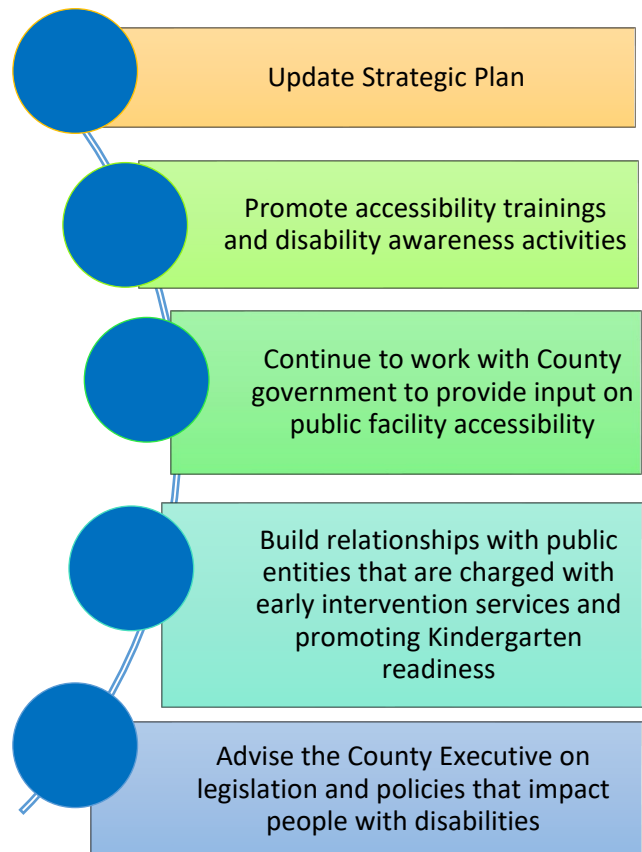 Update Strategic Plan
Promote accessibility trainings
and disability awareness activities
Continue to work with County
government to provide input on
public facility accessibility
Build relationships with public
entities that are charged with
early intervention services and
promoting Kindergarten
readiness
Advise the County Executive on
legislation and policies that impact
people with disabilities